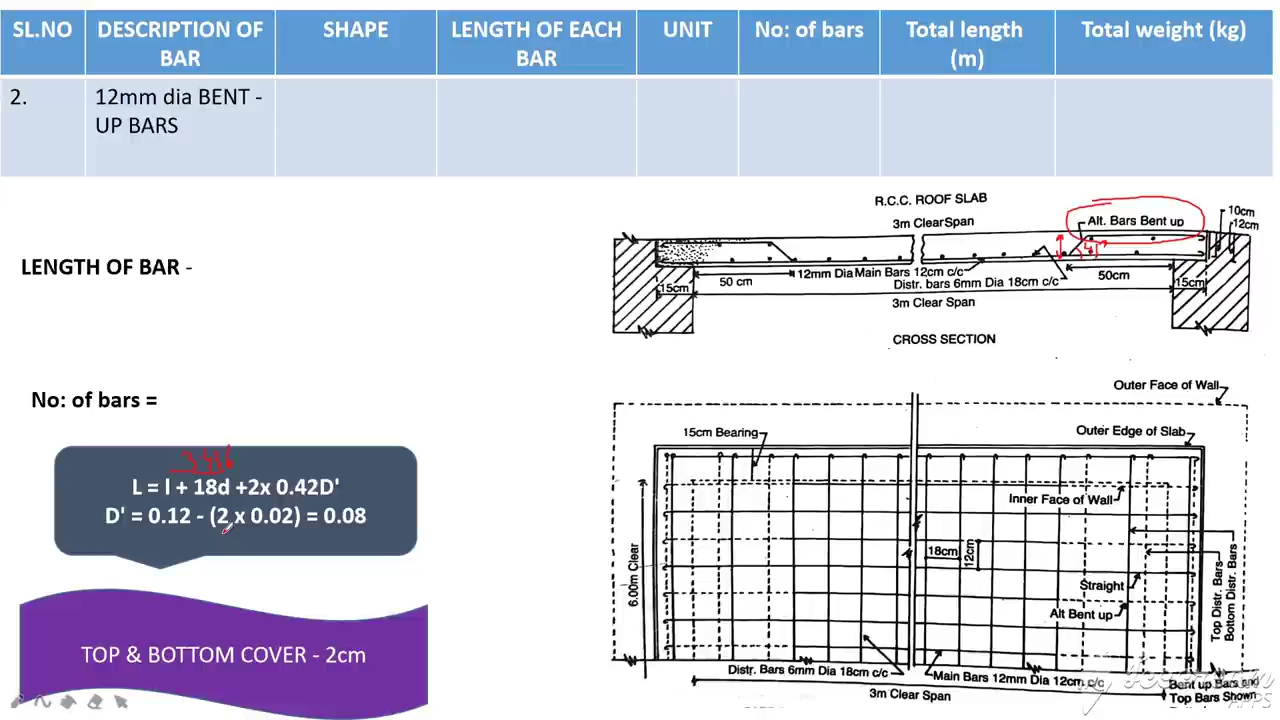 SL.NO
DESCRIPTION OF
BAR
SHAPE
LENGTH OF EACH
BAR
UNIT
No: of bars
Total length
(m)
Total weight (kg)
2.
12mm dia BENT -
UP BARS
R.C.C. ROOF SLAB
3m Clear Span
Alt. Bars Bent up
10cm
12cm
LENGTH OF BAR -
12mm Dia Main Bars 12cm c/c
50 cm
50cm
Distr. bars 6mm Dia 18cm c/c
15cm
15cm
3m Clear Span
CROSS SECTION
Outer Face of Wall
No: of bars =
15cm Bearing
Outer Edge of Slab
L = l + 18d +2x 0.42D'
D' = 0.12 - (2 x 0.02) = 0.08
Inner Face of Wall
18cm
12cm
6.00m Clear
Straight
Alt Bent up
Top Distr. Bars
Bottom Distr. Bars
TOP & BOTTOM COVER - 2cm
Distr. Bars 6mm Dia 18cm c/c
Main Bars 12mm Dia 12cm c/c
3m Clear Span
Bent up Bars and
Top Bars Shown